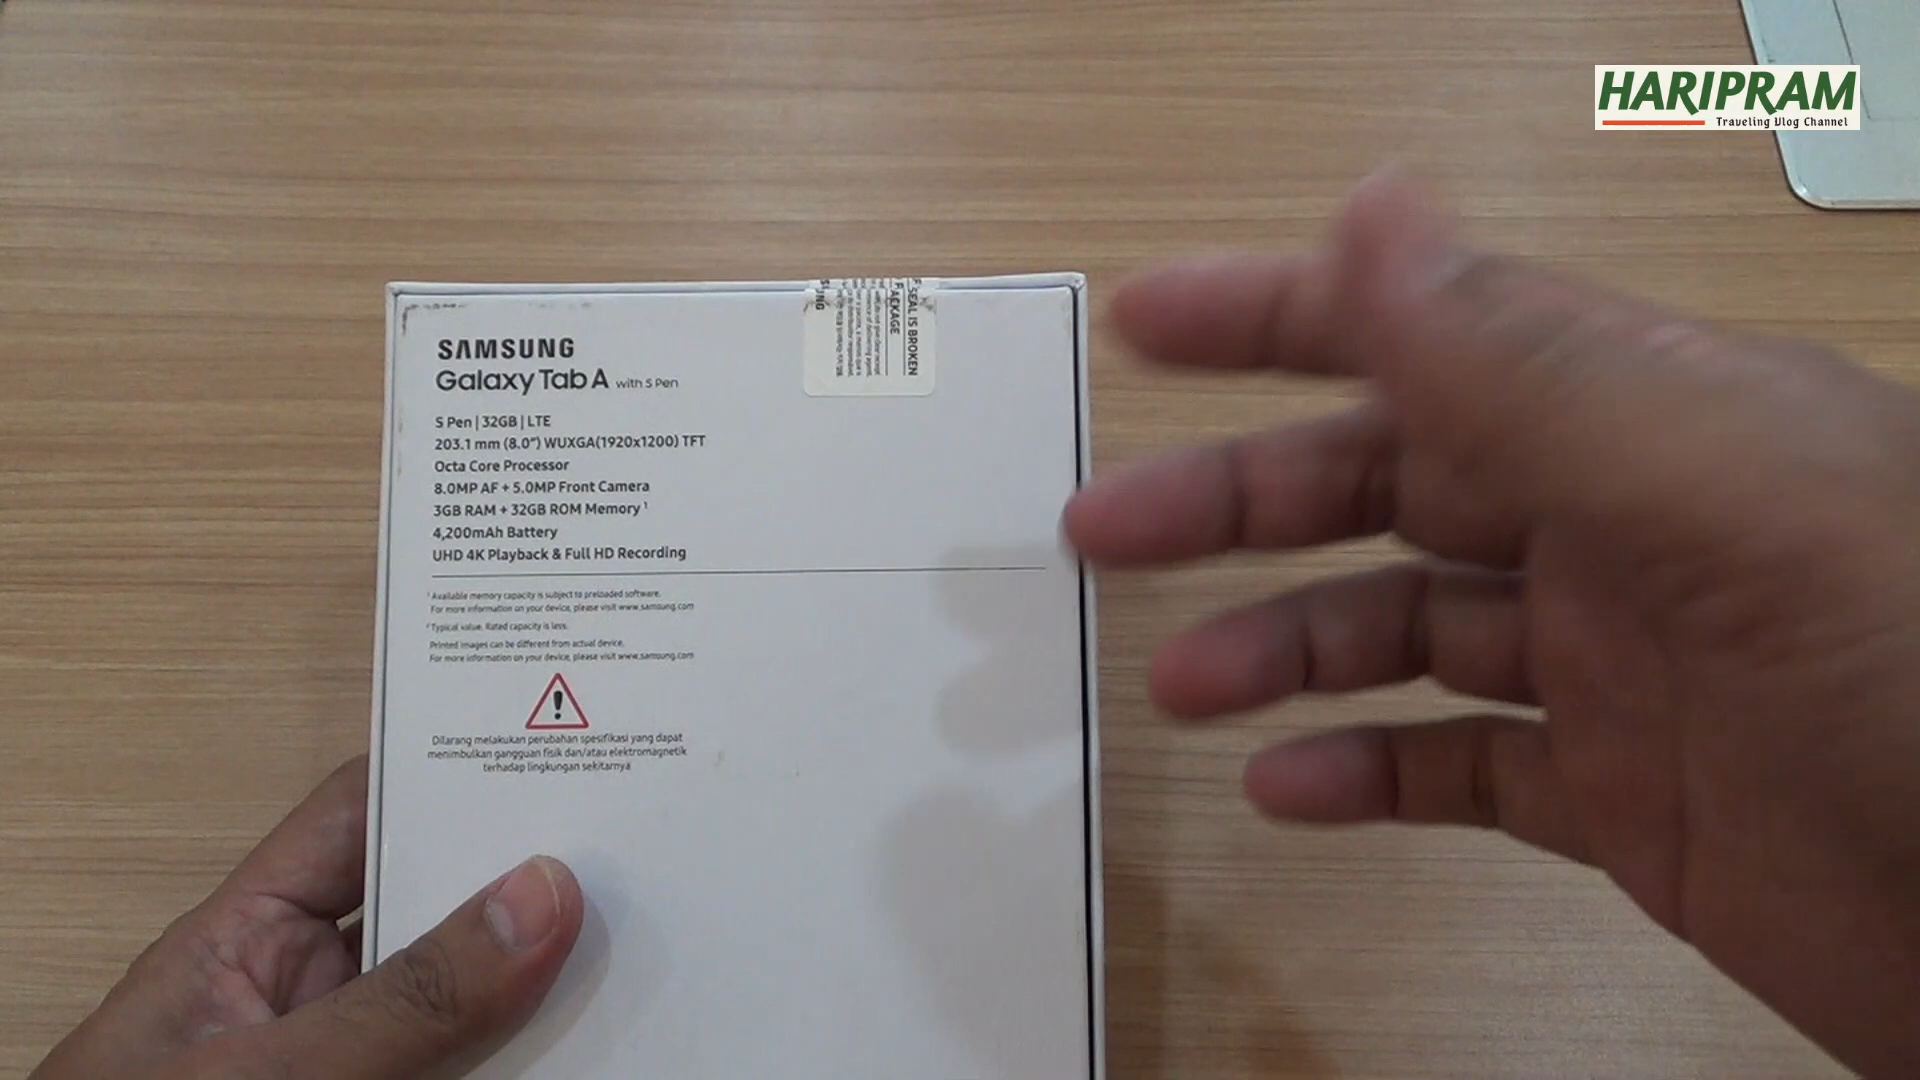 HARIPRAM
Traveling Vlog Channel
SEAL IS BROKEN
PACKAGE
SAMSUNG
Galaxy Tab A with S Pen
S Pen | 32GB | LTE
203.1 mm (8.0") WUXGA(1920x1200) TFT
Octa Core Processor
8.0MP AF + 5.0MP Front Camera
3GB RAM + 32GB ROM Memory ¹
4,200mAh Battery
UHD 4K Playback & Full HD Recording
¹ Available memory capacity is subject to preloaded software.
For more information on your device, please visit www.samsung.com
Typical value. Rated capacity is less.
Printed images can be different from actual device.
For more information on your device, please visit www.samsung.com
Dilarang melakukan perubahan spesifikasi yang dapat
menimbulkan gangguan fisik dan/atau elektromagnetik
terhadap lingkungan sekitarnya